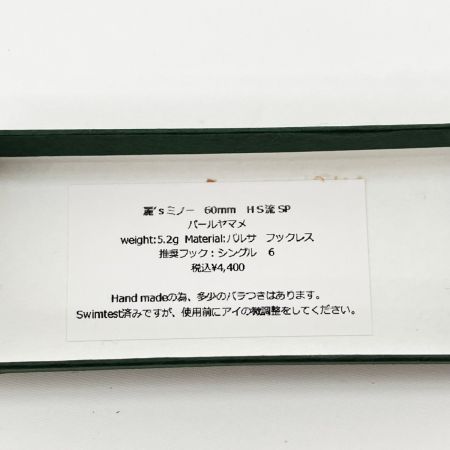 麗'sミノー　60mm　HS流SP
パールヤマメ
weight:5.2g Material:バルサ　フックレス
推奨フック：シングル　6
税込¥4,400
Hand madeの為、多少のバラつきはあります。
Swimtest済みですが、使用前にアイの微調整をしてください。